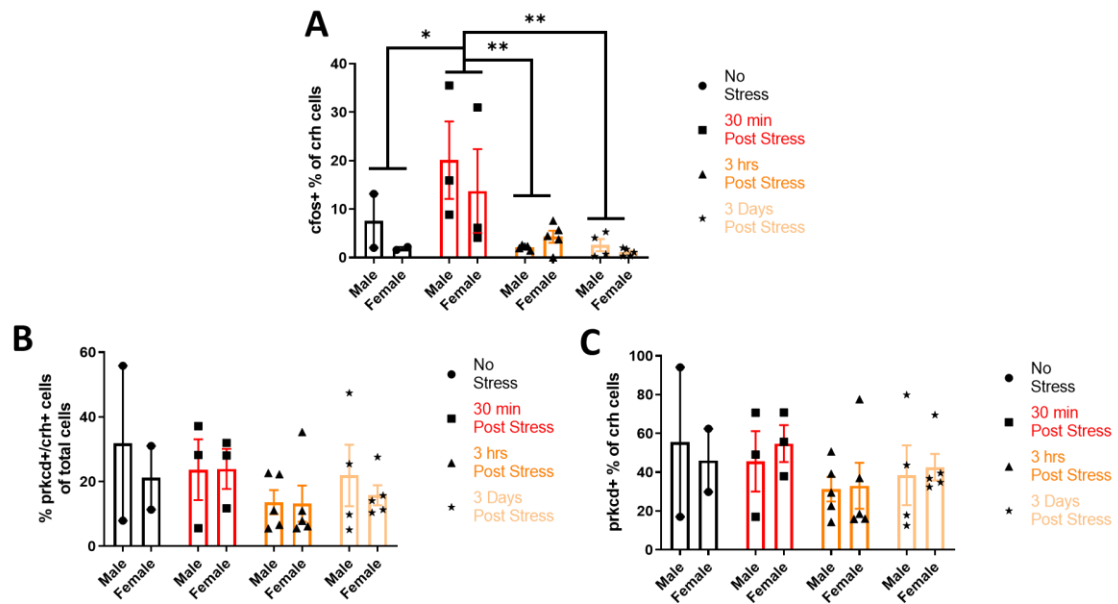 A
*
**
**
cfos+ % of crh cells
40
30
20
10
0
Male
Female
Male
Female
Male
Female
Male
Female
No
Stress
30 min
Post Stress
3 hrs
Post Stress
3 Days
Post Stress
B
% prkcd+/crh+ cells
of total cells
60
40
20
0
Male
Female
Male
Female
Male
Female
Male
Female
No
Stress
30 min
Post Stress
3 hrs
Post Stress
3 Days
Post Stress
C
prkcd+ % of crh cells
100
80
60
40
20
0
Male
Female
Male
Female
Male
Female
Male
Female
No
Stress
30 min
Post Stress
3 hrs
Post Stress
3 Days
Post Stress